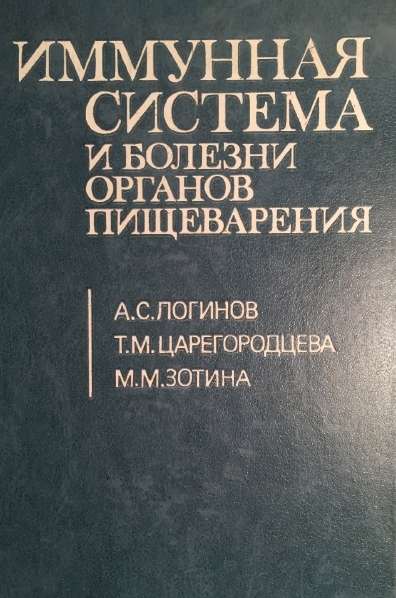 ИММУННАЯ
СИСТЕМА
И БОЛЕЗНИ
ОРГАНОВ
ПИЩЕВАРЕНИЯ
А.С.ЛОГИНОВ
Т.М.ЦАРЕГОРОДЦЕВА
М.М.ЗОТИНА